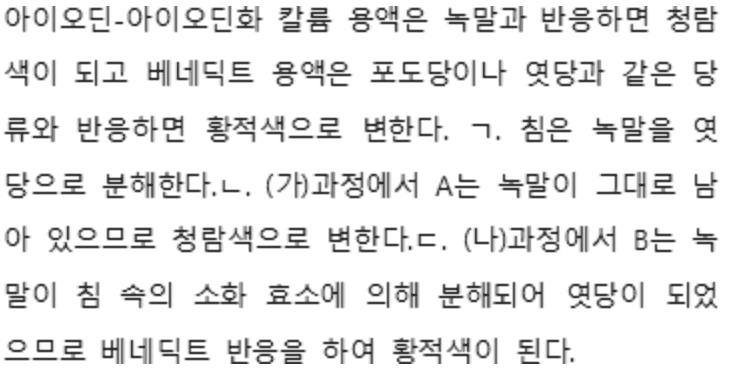 아이오딘-아이오딘화 칼륨 용액은 녹말과 반응하면 청람
색이 되고 베네딕트 용액은 포도당이나 엿당과 같은 당
류와 반응하면 황적색으로 변한다. ㄱ. 침은 녹말을 엿
당으로 분해한다.ㄴ. (가)과정에서 A는 녹말이 그대로 남
아 있으므로 청람색으로 변한다.ㄷ. (나)과정에서 B는 녹
말이 침 속의 소화 효소에 의해 분해되어 엿당이 되었
으므로 베네딕트 반응을 하여 황적색이 된다.